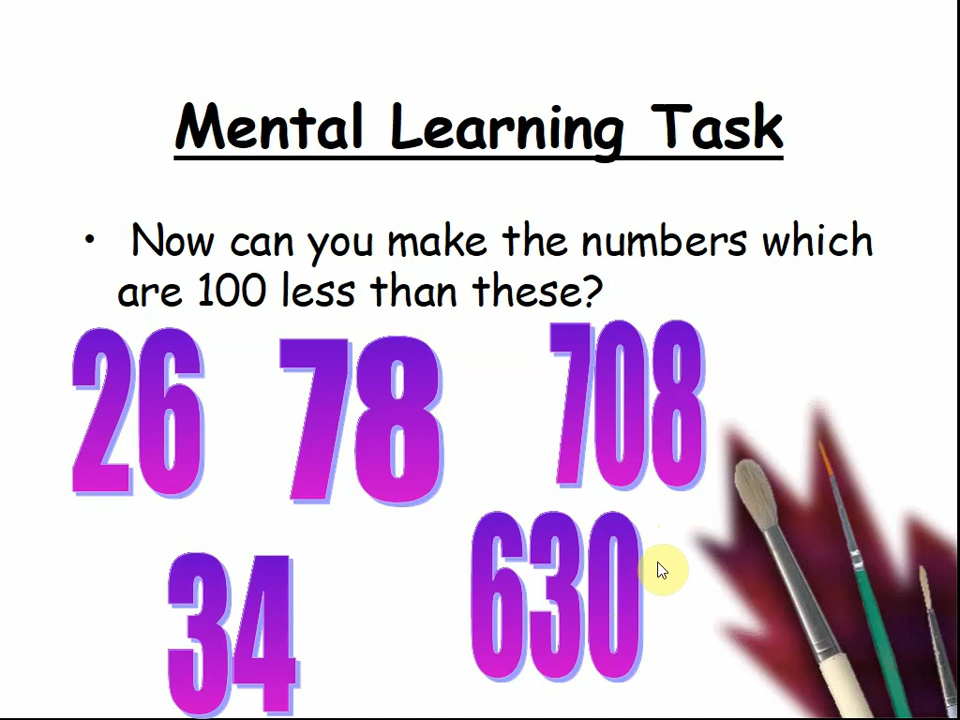 Mental Learning Task
• Now can you make the numbers which
are 100 less than these?
26 78 708
34 630